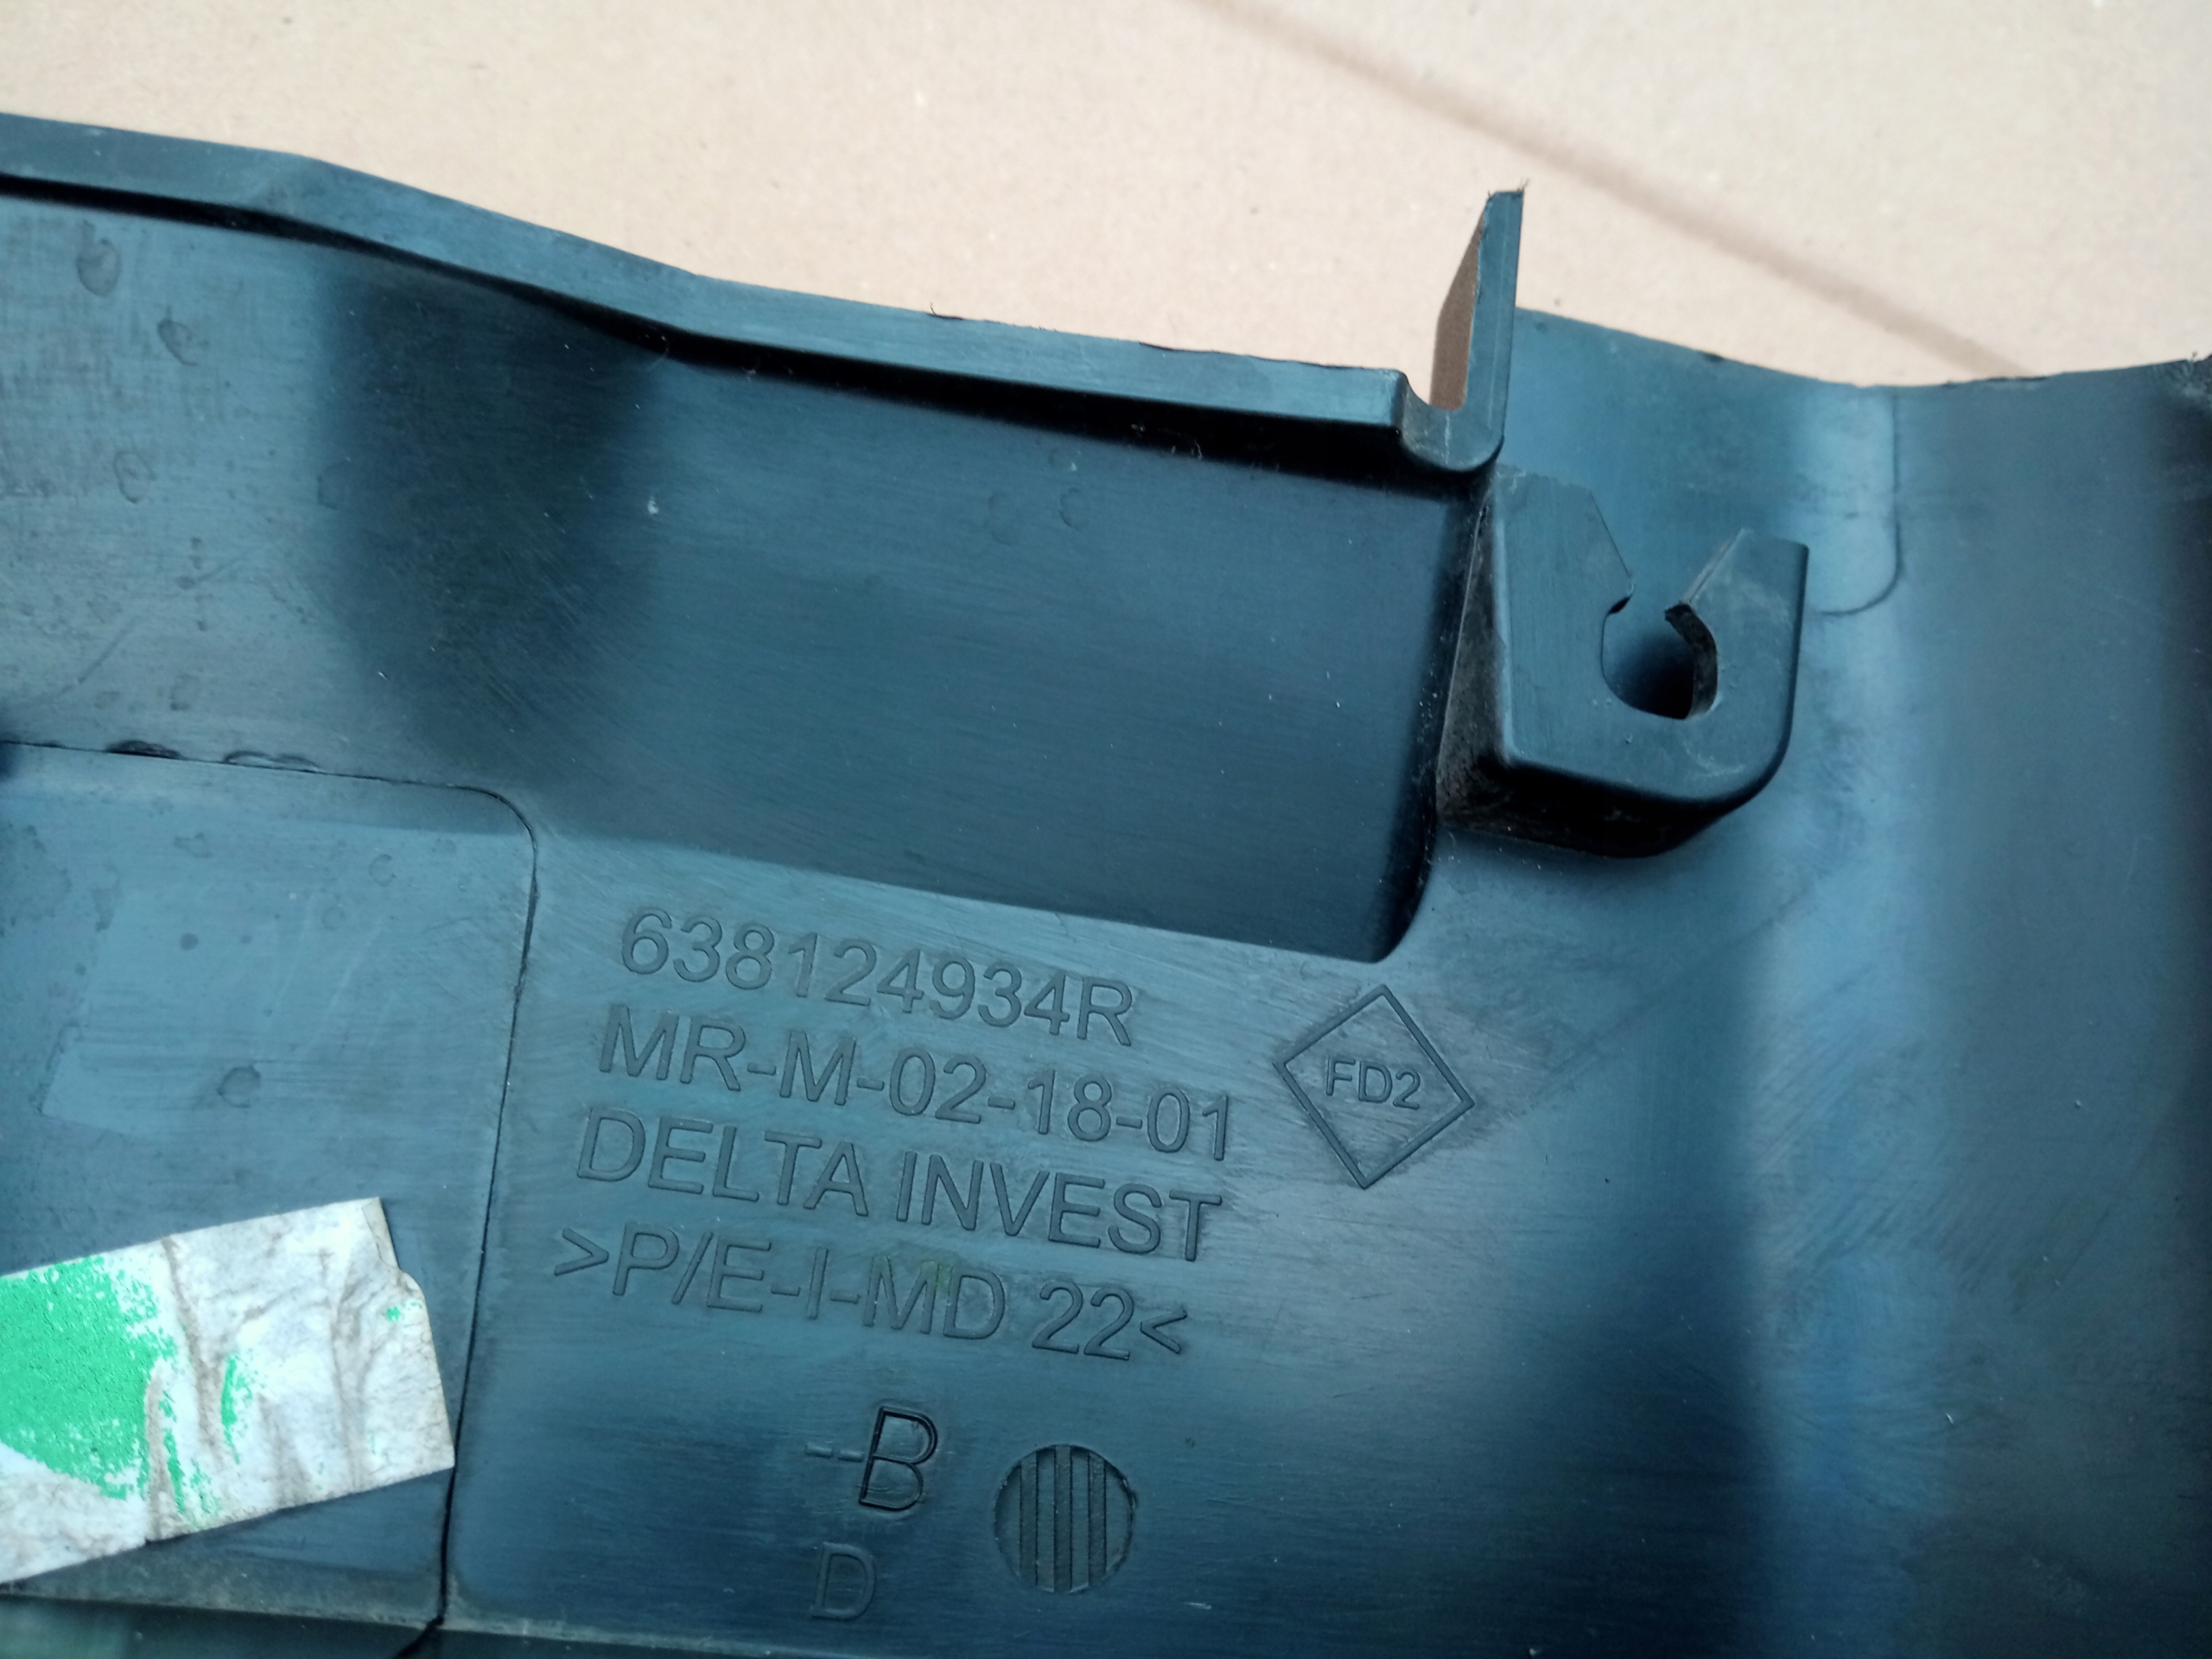 638124934R
MR-M-02-18-01
FD2
DELTA INVEST
>P/E-I-MD 22<
B
D